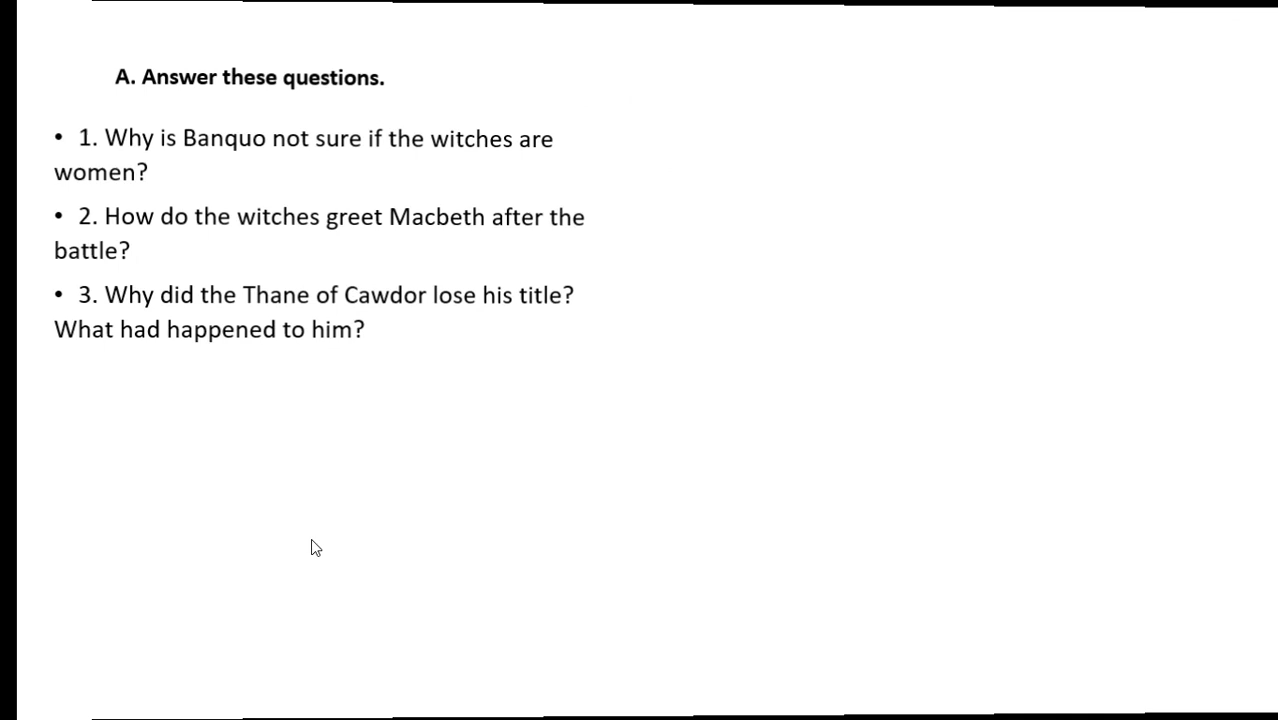 A. Answer these questions.
• 1. Why is Banquo not sure if the witches are
women?
• 2. How do the witches greet Macbeth after the
battle?
• 3. Why did the Thane of Cawdor lose his title?
What had happened to him?